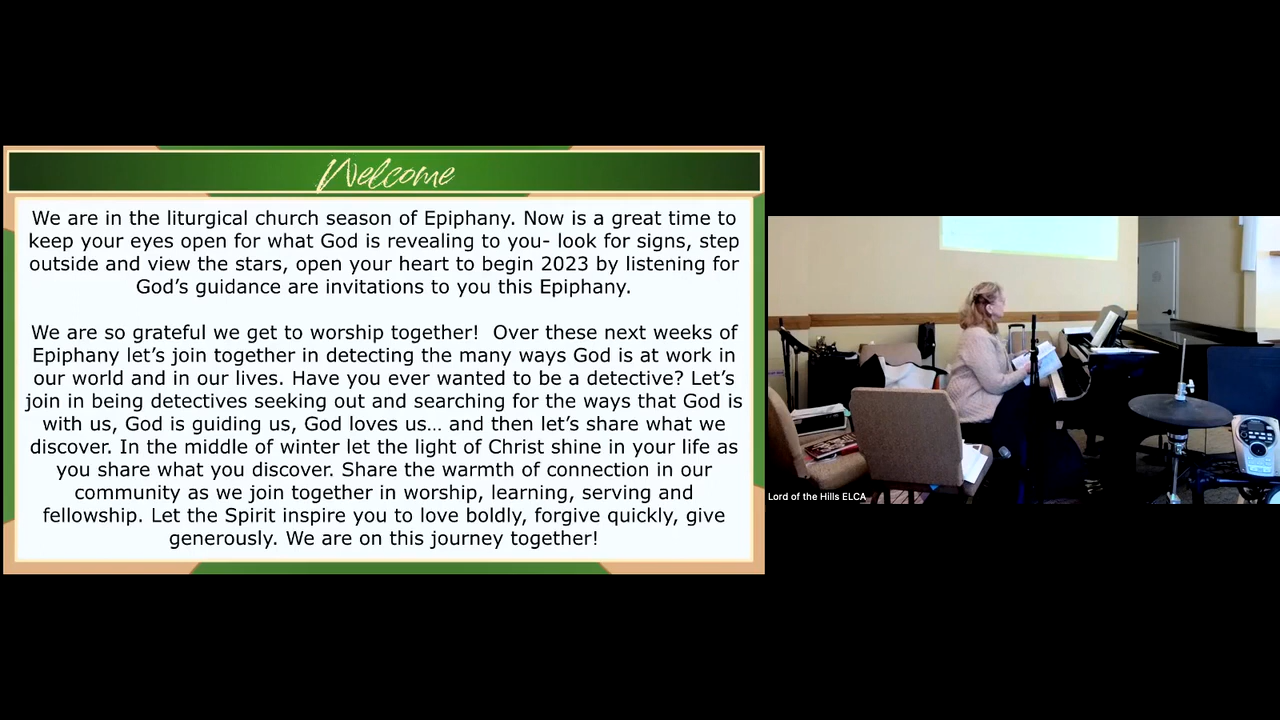 Welcome
We are in the liturgical church season of Epiphany. Now is a great time to
keep your eyes open for what God is revealing to you- look for signs, step
outside and view the stars, open your heart to begin 2023 by listening for
God’s guidance are invitations to you this Epiphany.
We are so grateful we get to worship together!  Over these next weeks of
Epiphany let’s join together in detecting the many ways God is at work in
our world and in our lives. Have you ever wanted to be a detective? Let’s
join in being detectives seeking out and searching for the ways that God is
with us, God is guiding us, God loves us… and then let’s share what we
discover. In the middle of winter let the light of Christ shine in your life as
you share what you discover. Share the warmth of connection in our
community as we join together in worship, learning, serving and
fellowship. Let the Spirit inspire you to love boldly, forgive quickly, give
generously. We are on this journey together!
Lord of the Hills ELCA